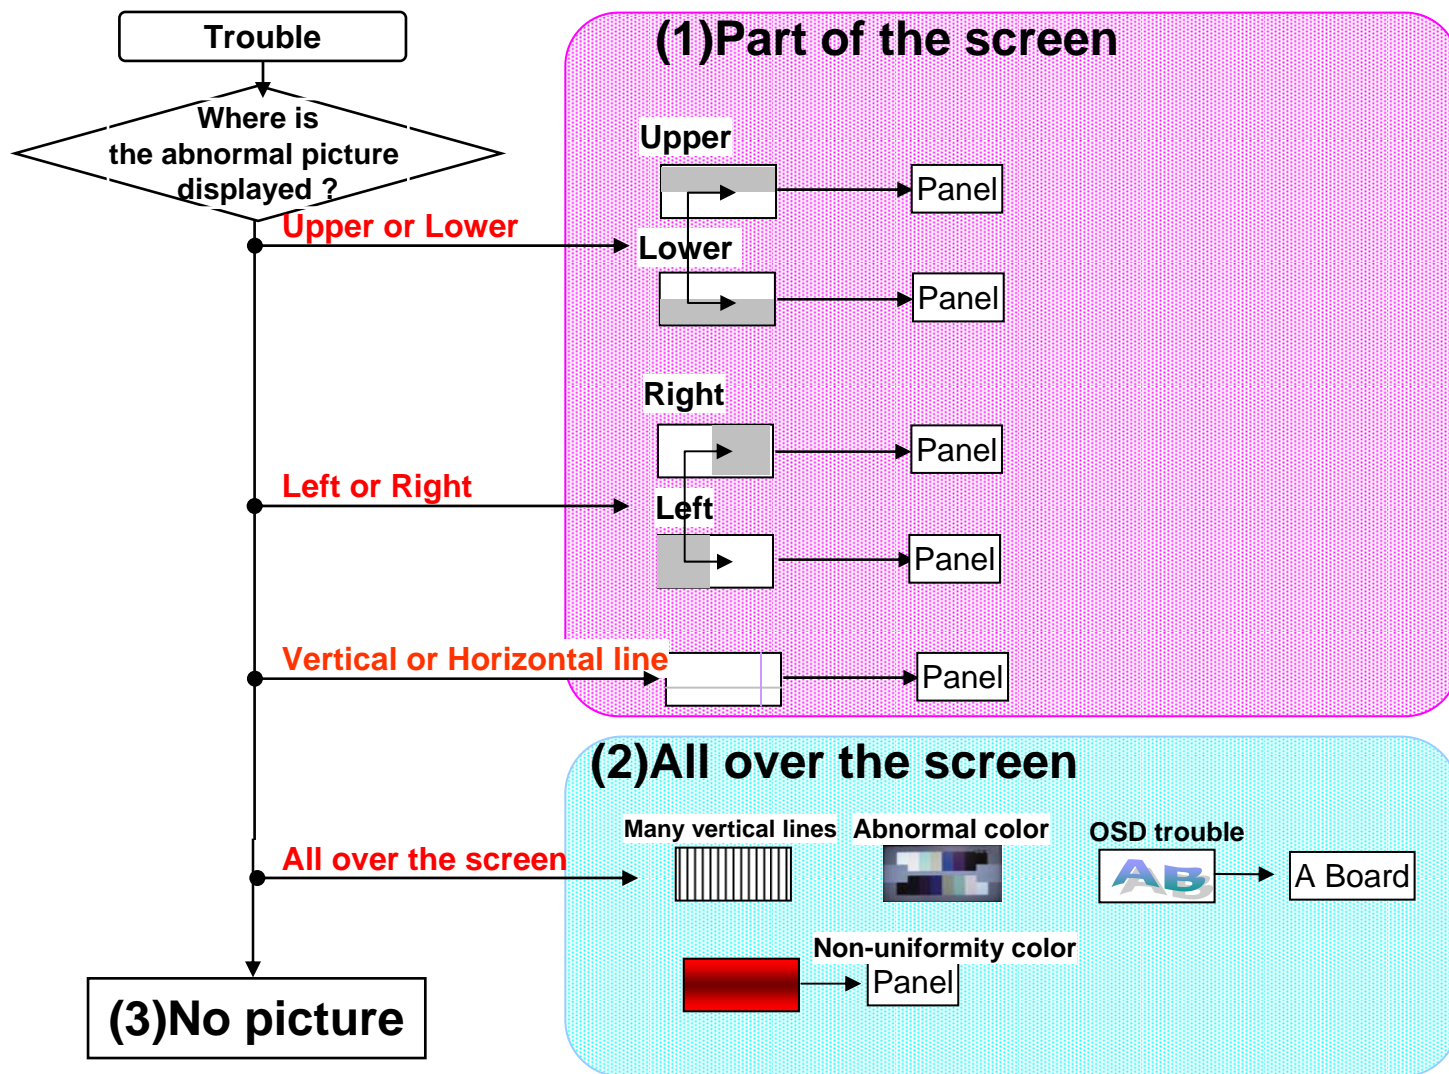 Trouble
Where is
the abnormal picture
displayed ?
Upper or Lower
Left or Right
Vertical or Horizontal line
All over the screen
(3)No picture
(1)Part of the screen
Upper
Panel
Lower
Panel
Right
Panel
Left
Panel
Panel
(2)All over the screen
Many vertical lines
Abnormal color
OSD trouble
AB
A Board
Non-uniformity color
Panel